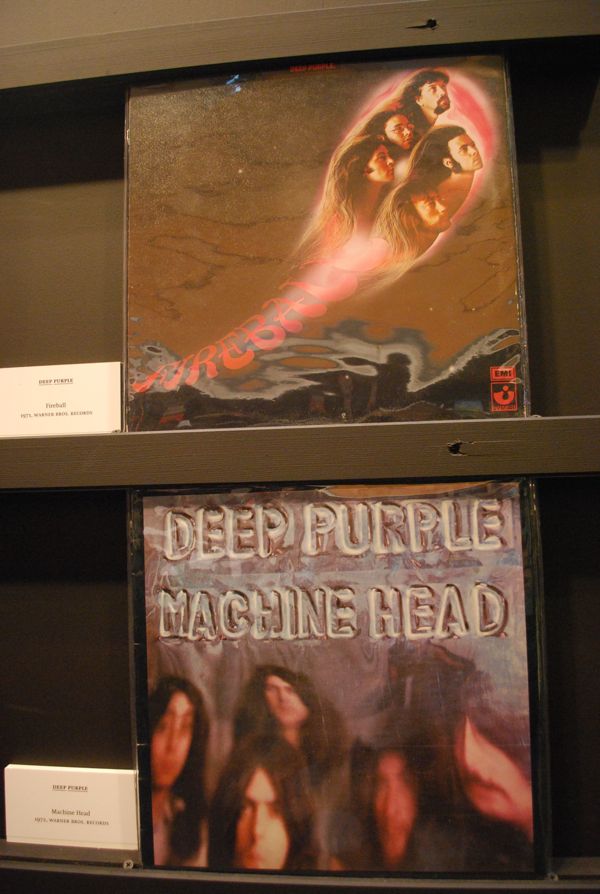 DEEP PURPLE
FIREBALL
EMI
DEEP PURPLE
Fireball
1971, WARNER BROS. RECORDS
DEEP PURPLE
MACHINE HEAD
DEEP PURPLE
Machine Head
1972, WARNER BROS. RECORDS